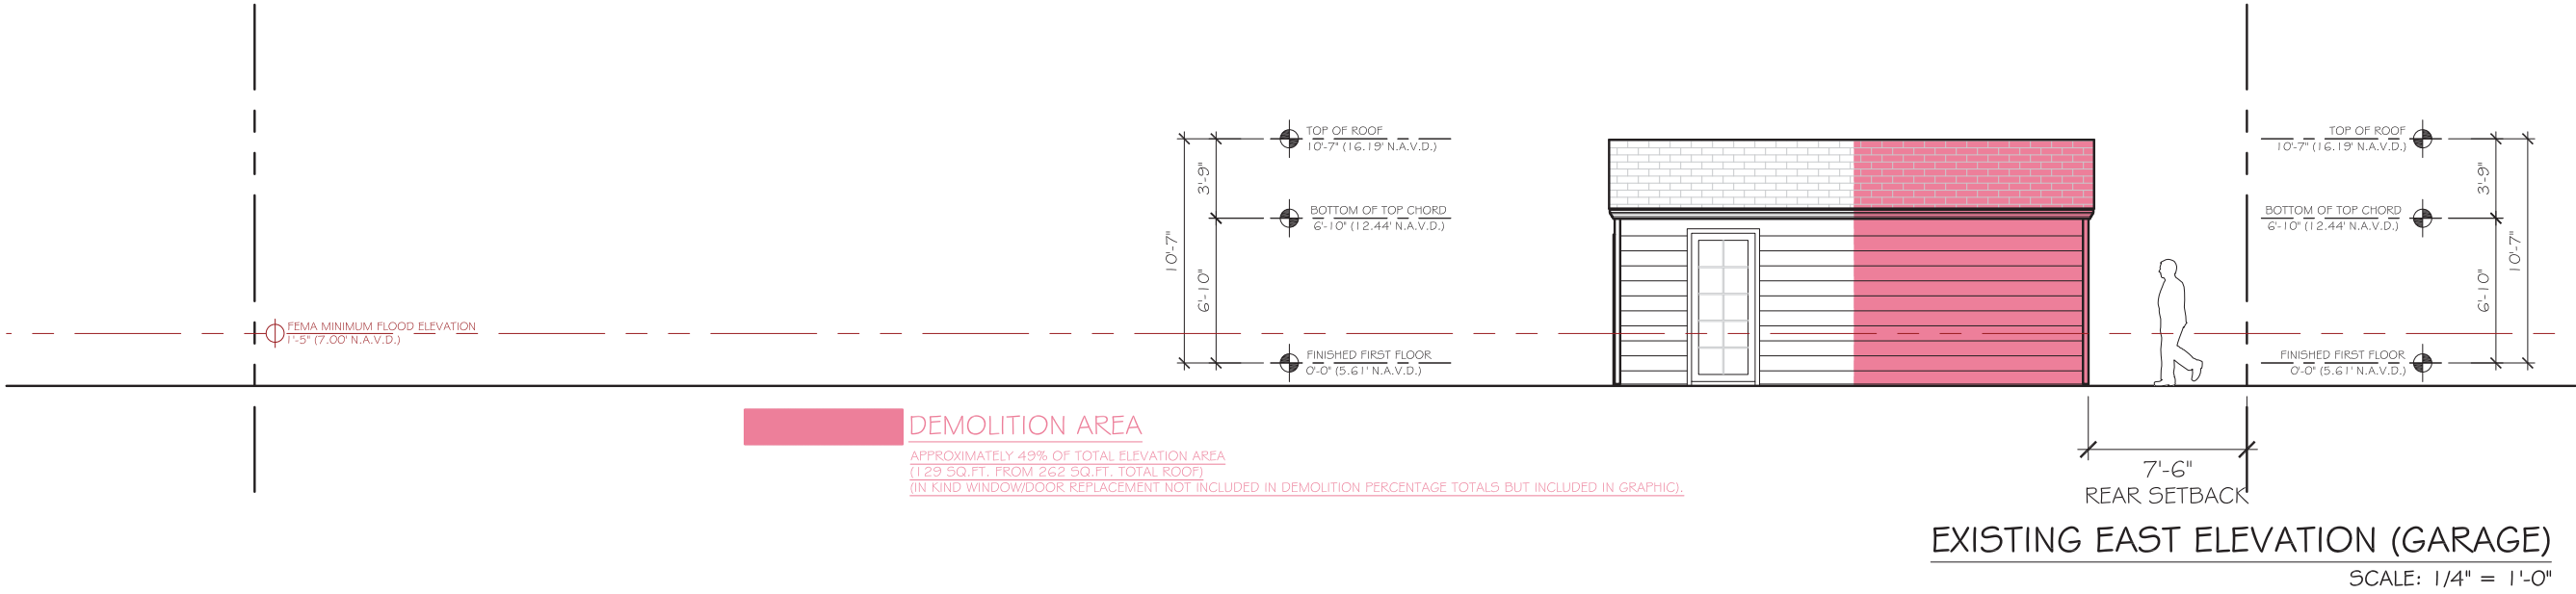 TOP OF ROOF
10'-7" (16.19' N.A.V.D.)
BOTTOM OF TOP CHORD
6'-10" (12.44' N.A.V.D.)
10'-7"
3'-9"
6'-10"
FINISHED FIRST FLOOR
0'-0" (5.61' N.A.V.D.)
FEMA MINIMUM FLOOD ELEVATION
1'-5" (7.00' N.A.V.D.)
TOP OF ROOF
10'-7" (16.19' N.A.V.D.)
BOTTOM OF TOP CHORD
6'-10" (12.44' N.A.V.D.)
3'-9"
6'-10"
10'-7"
FINISHED FIRST FLOOR
0'-0" (5.61' N.A.V.D.)
DEMOLITION AREA
APPROXIMATELY 49% OF TOTAL ELEVATION AREA
(129 SQ.FT. FROM 262 SQ.FT. TOTAL ROOF)
(IN KIND WINDOW/DOOR REPLACEMENT NOT INCLUDED IN DEMOLITION PERCENTAGE TOTALS BUT INCLUDED IN GRAPHIC).
7'-6"
REAR SETBACK
EXISTING EAST ELEVATION (GARAGE)
SCALE: 1/4" = 1'-0"